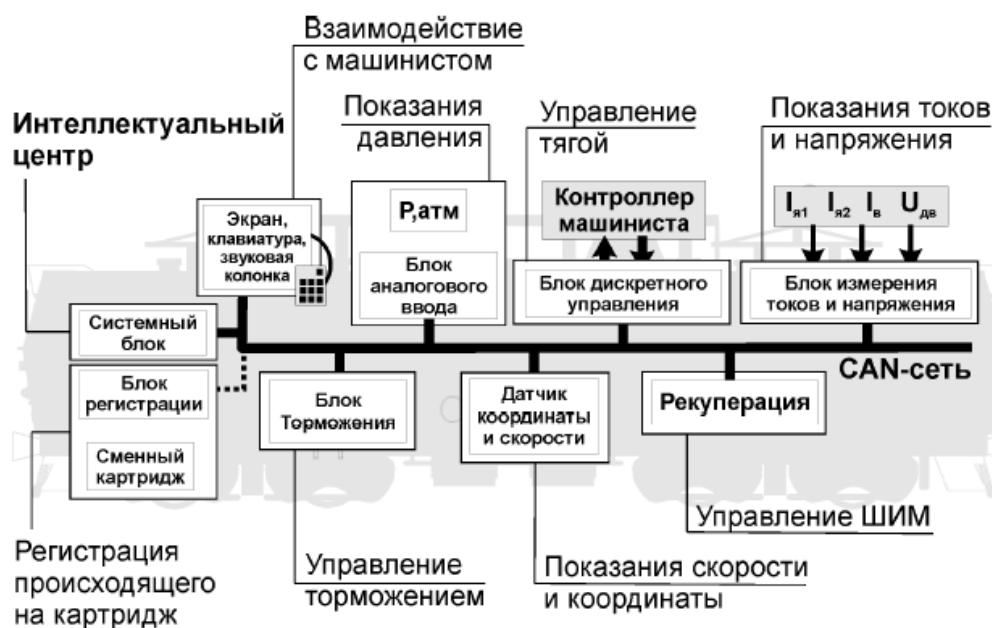 Взаимодействие
с машинистом
Интеллектуальный
центр
Показания
давления
Управление
тягой
Показания токов
и напряжения
Экран,
клавиатура,
звуковая
колонка
Р,атм
Блок
аналогового
ввода
Контроллер
машиниста
Блок дискретного
управления
Iя1 Iя2 Iв Uдв
Блок измерения
токов и напряжения
Системный
блок
CAN-сеть
Блок
регистрации
Сменный
картридж
Блок
Торможения
Датчик
координаты
и скорости
Рекуперация
Регистрация
происходящего
на картридж
Управление
торможением
Показания скорости
и координаты
Управление ШИМ